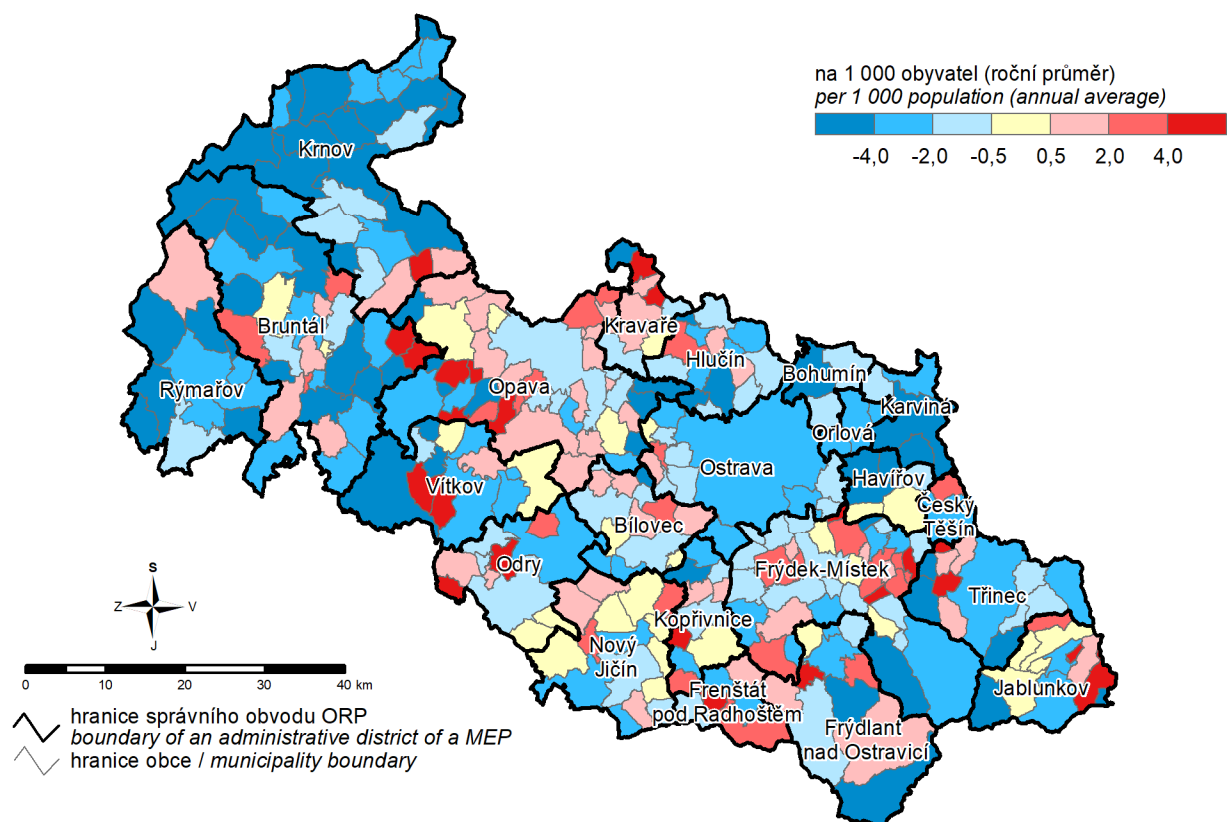 na 1 000 obyvatel (roční průměr)
per 1 000 population (annual average)
-4,0 -2,0 -0,5 0,5 2,0 4,0
Krnov
Bruntál
Rýmařov
Kravaře
Hlučín
Opava
Bohumín
Karviná
Orlová
Ostrava
Havířov
Vítkov
Český
Těšín
Bílovec
Odry
Frýdek-Místek
Třinec
Kopřivnice
Nový
Jičín
Jablunkov
Frenštát
pod Radhoštěm
Frýdlant
nad Ostravicí
S
Z V
J
0 10 20 30 40 km
hranice správního obvodu ORP
boundary of an administrative district of a MEP
hranice obce / municipality boundary